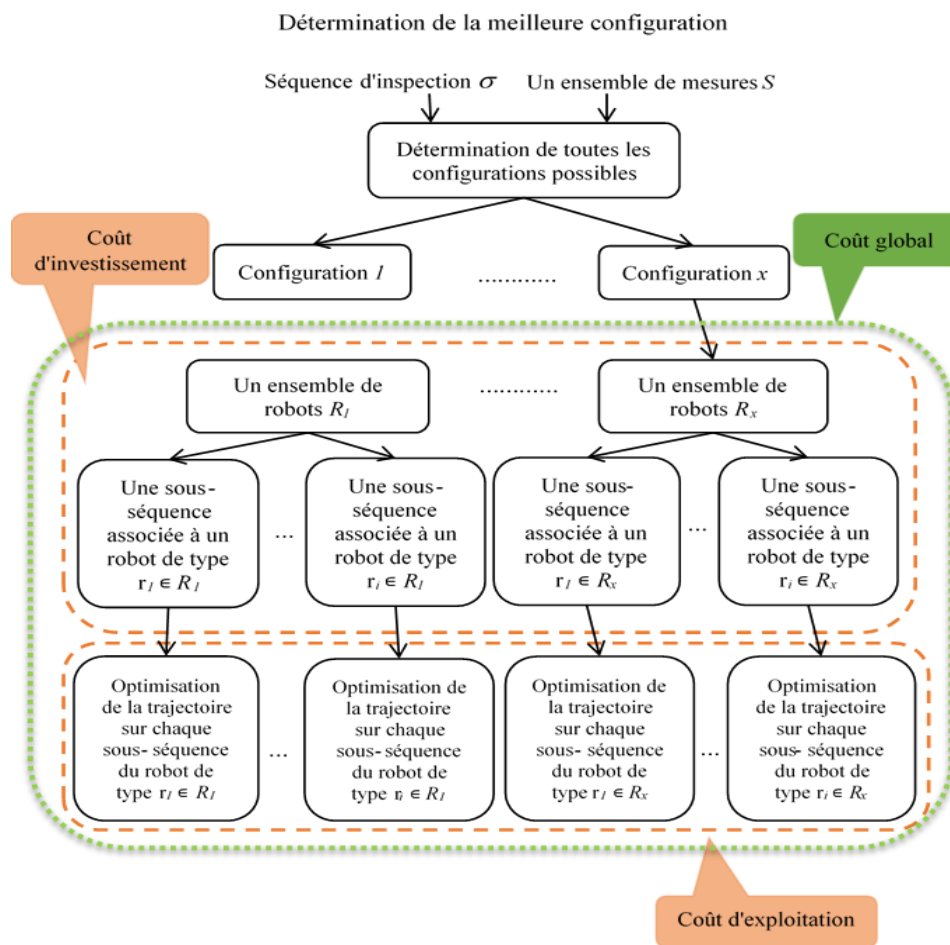 Détermination de la meilleure configuration
Séquence d'inspection σ
Un ensemble de mesures S
Détermination de toutes les
configurations possibles
Coût
d'investissement
Configuration 1
............
Configuration x
Coût global
Un ensemble de
robots R₁
............
Un ensemble de
robots Rₓ
Une sous-
séquence
associée à un
robot de type
r₁ ∈ R₁
...
Une sous-
séquence
associée à un
robot de type
rᵢ ∈ R₁
Une sous-
séquence
associée à un
robot de type
r₁ ∈ Rₓ
...
Une sous-
séquence
associée à un
robot de type
rᵢ ∈ Rₓ
Optimisation
de la trajectoire
sur chaque
sous- séquence
du robot de
type r₁ ∈ R₁
...
Optimisation de
la trajectoire
sur chaque
sous-séquence
du robot de
type rᵢ ∈ R₁
Optimisation de
la trajectoire
sur chaque
sous-séquence
du robot de
type r₁ ∈ Rₓ
...
Optimisation de
la trajectoire
sur chaque
sous- séquence
du robot de
type rᵢ ∈ Rₓ
Coût d'exploitation